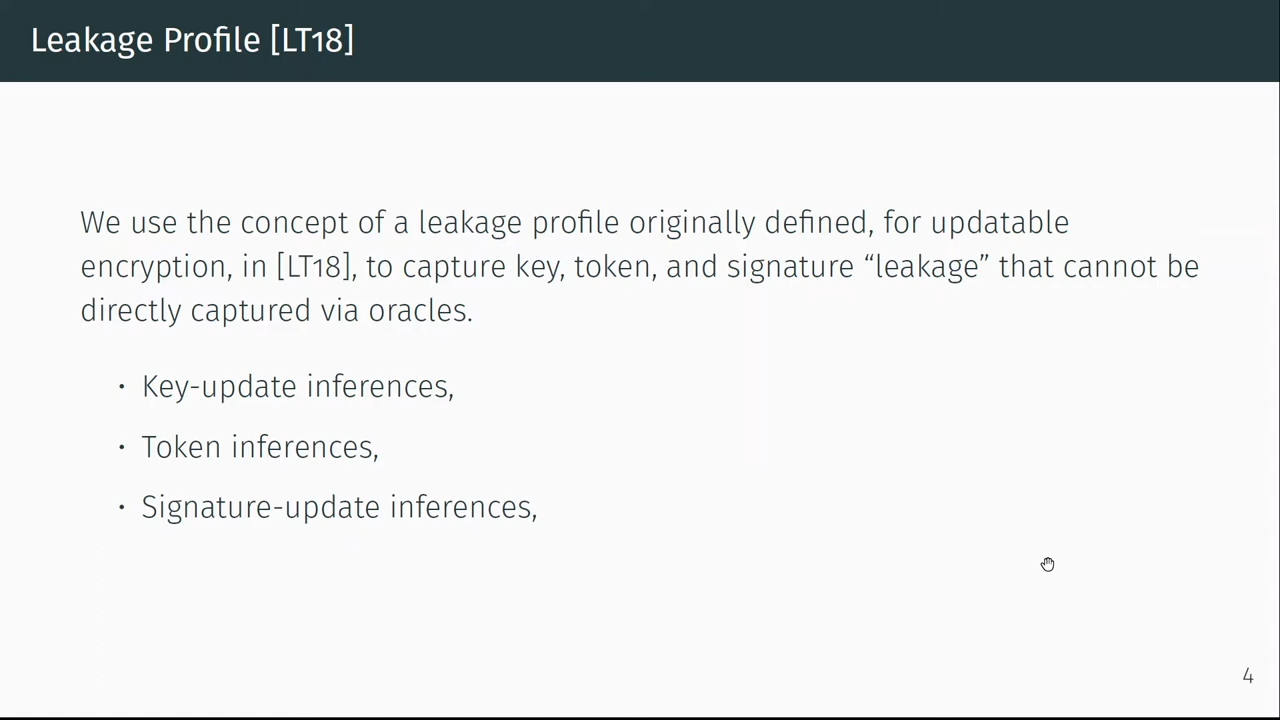 Leakage Profile [LT18]
We use the concept of a leakage profile originally defined, for updatable
encryption, in [LT18], to capture key, token, and signature “leakage” that cannot be
directly captured via oracles.
· Key-update inferences,
· Token inferences,
· Signature-update inferences,
4